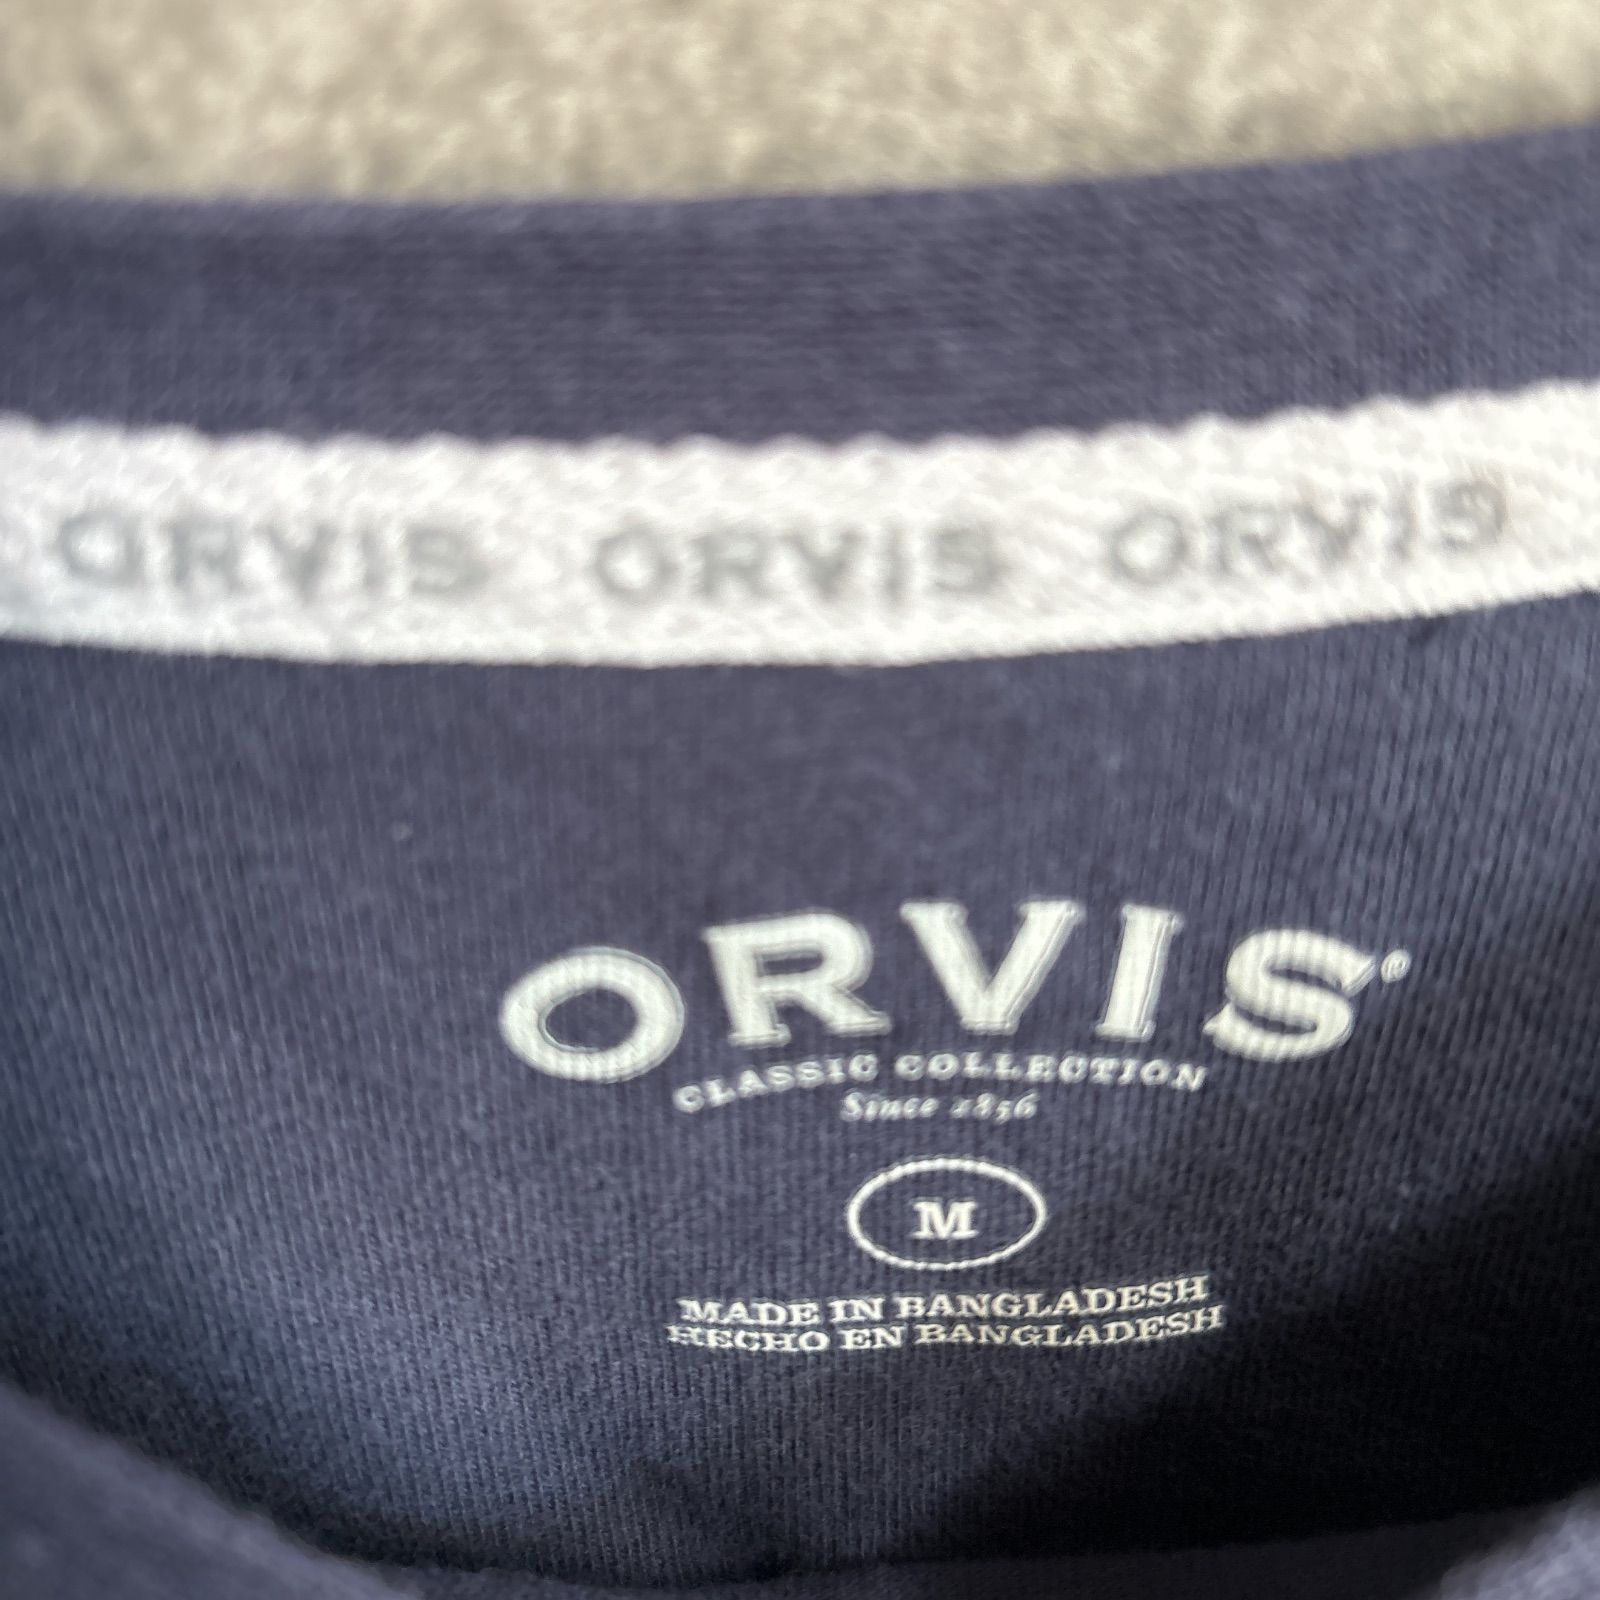 ORVIS ORVIS ORVIS
ORVIS®
CLASSIC COLLECTION
Since 1856
M
MADE IN BANGLADESH
HECHO EN BANGLADESH